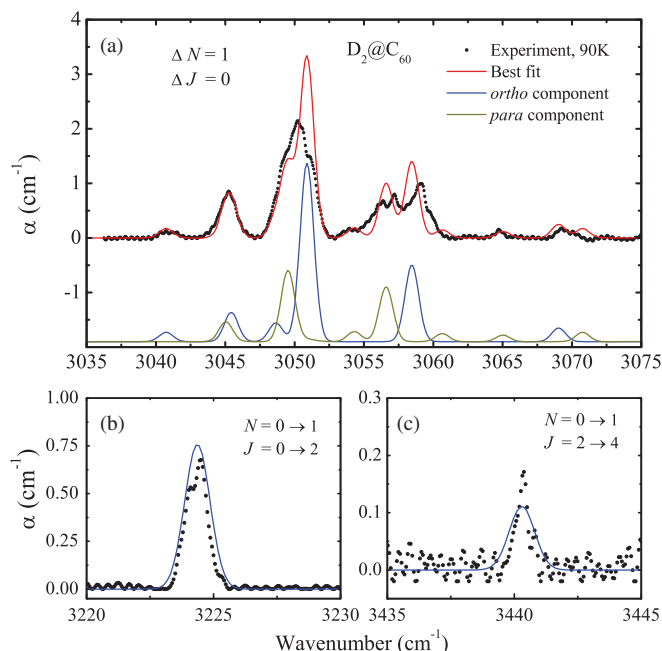 (a)
Δ N = 1
Δ J = 0
D₂@C₆₀
Experiment, 90K
Best fit
ortho component
para component
α (cm⁻¹)
4
3
2
1
0
-1
3035 3040 3045 3050 3055 3060 3065 3070 3075
(b)
N = 0 → 1
J = 0 → 2
α (cm⁻¹)
1.00
0.75
0.50
0.25
0.00
3220 3225 3230
(c)
N = 0 → 1
J = 2 → 4
0.3
0.2
0.1
0.0
3435 3440 3445
Wavenumber (cm⁻¹)